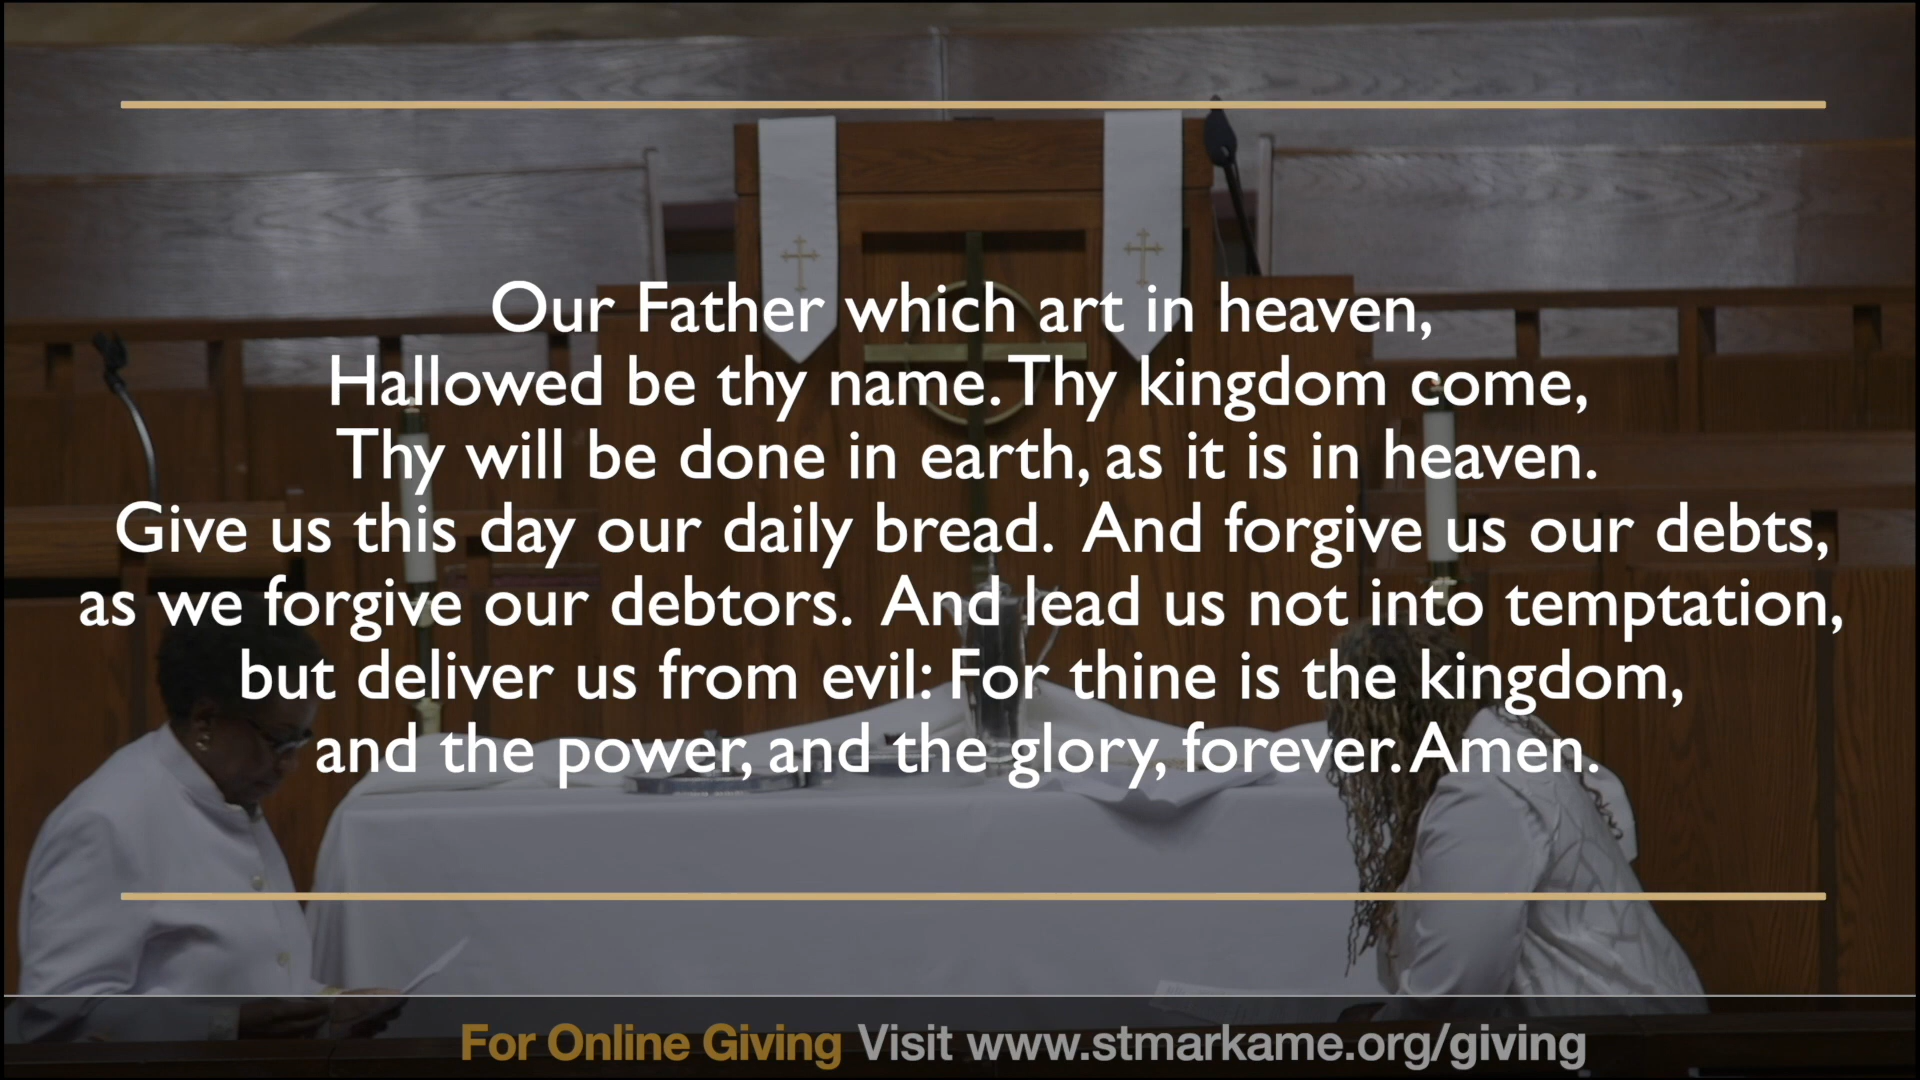 Our Father which art in heaven,
Hallowed be thy name. Thy kingdom come,
Thy will be done in earth, as it is in heaven.
Give us this day our daily bread. And forgive us our debts,
as we forgive our debtors. And lead us not into temptation,
but deliver us from evil: For thine is the kingdom,
and the power, and the glory, forever. Amen.
For Online Giving Visit www.stmarkame.org/giving